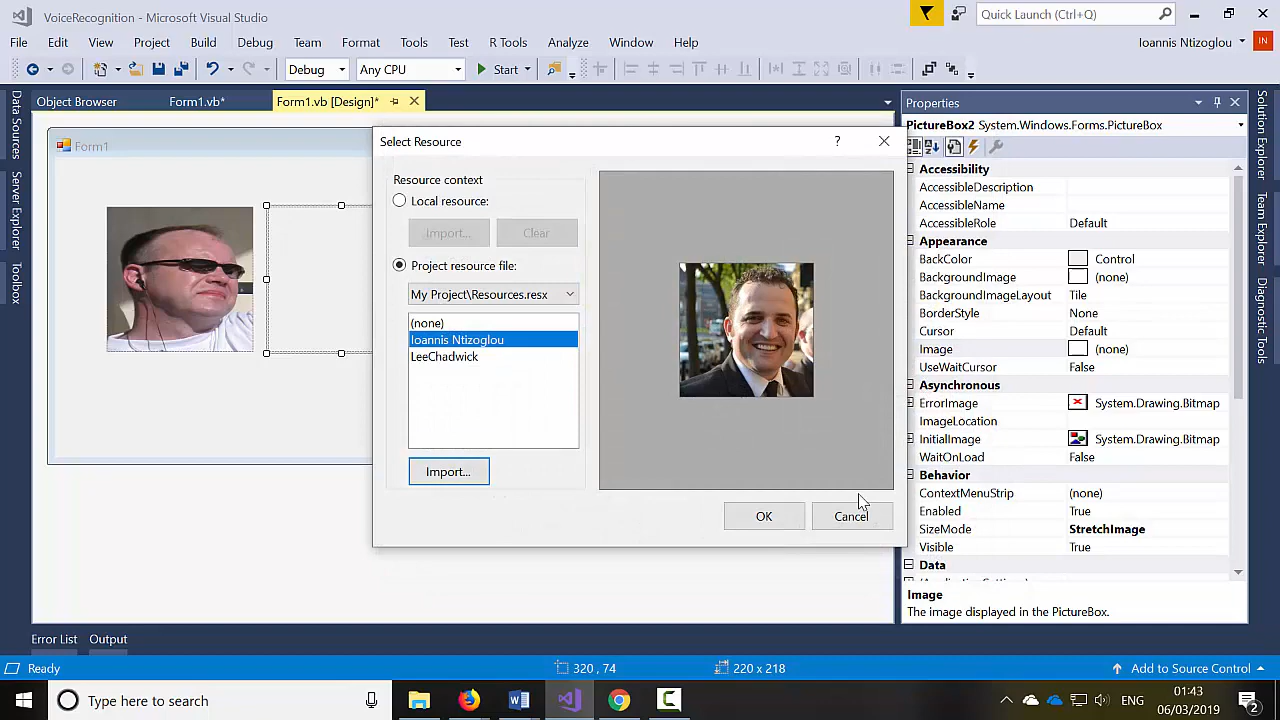 VoiceRecognition - Microsoft Visual Studio
Quick Launch (Ctrl+Q)
File Edit View Project Build Debug Team Format Tools Test R Tools Analyze Window Help
Ioannis Ntizoglou
IN
Debug
Any CPU
Start
Object Browser
Form1.vb*
Form1.vb [Design]*
Data Sources
Server Explorer
Toolbox
Form1
Select Resource
?
Resource context
Local resource:
Import...
Clear
Project resource file:
My Project\Resources.resx
(none)
Ioannis Ntizoglou
LeeChadwick
Import...
OK
Cancel
Properties
PictureBox2 System.Windows.Forms.PictureBox
Accessibility
AccessibleDescription
AccessibleName
AccessibleRole Default
Appearance
BackColor Control
BackgroundImage (none)
BackgroundImageLayout Tile
BorderStyle None
Cursor Default
Image (none)
UseWaitCursor False
Asynchronous
ErrorImage System.Drawing.Bitmap
ImageLocation
InitialImage System.Drawing.Bitmap
WaitOnLoad False
Behavior
ContextMenuStrip (none)
Enabled True
SizeMode StretchImage
Visible True
Data
Image
The image displayed in the PictureBox.
Solution Explorer
Team Explorer
Diagnostic Tools
Error List
Output
Ready
320 , 74
220 x 218
Add to Source Control
Type here to search
ENG
01:43
06/03/2019
2